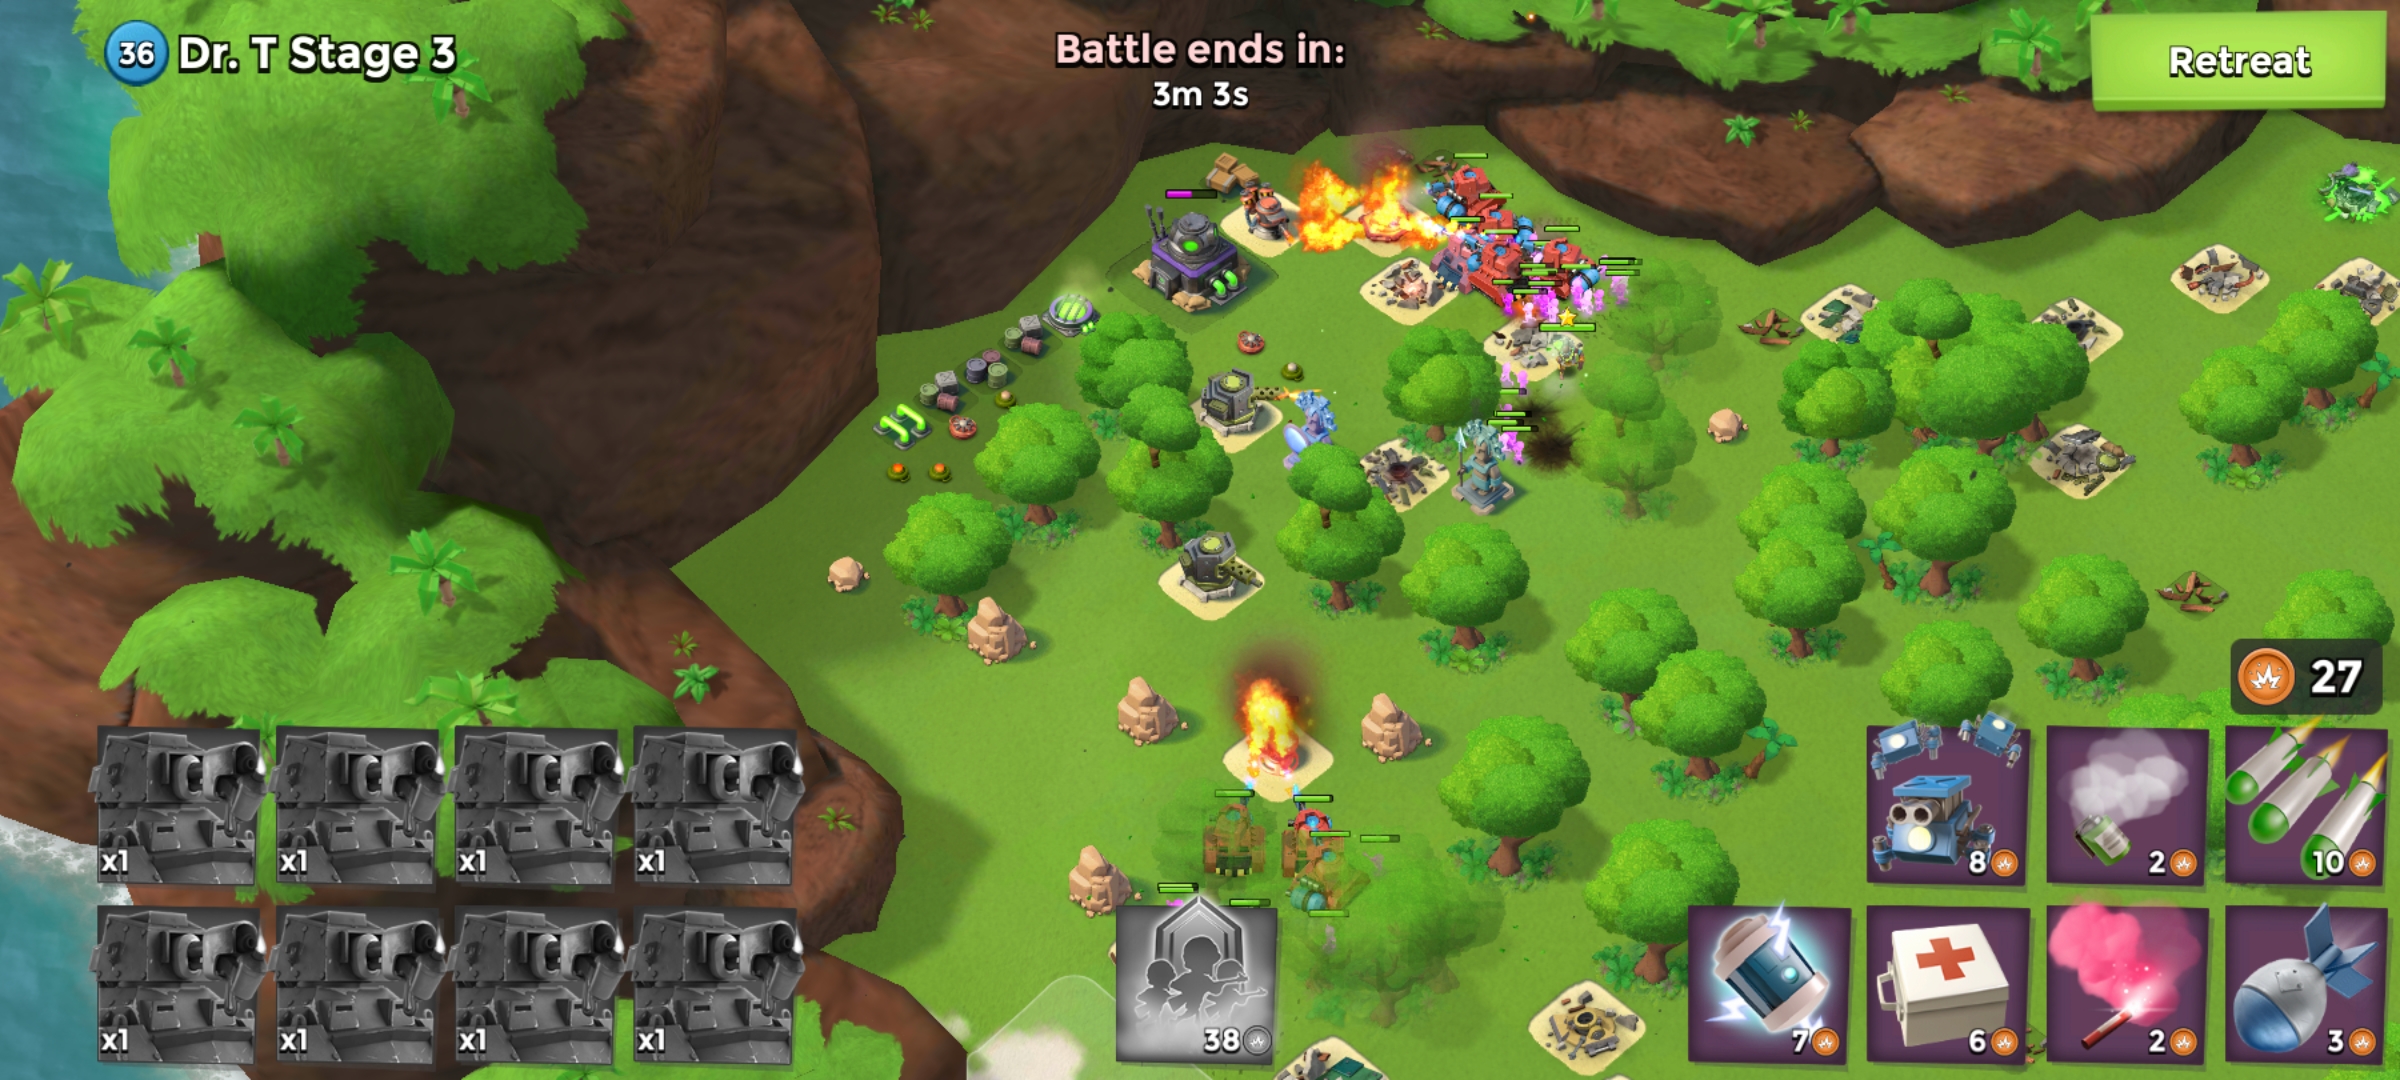 36 Dr. T Stage 3
Battle ends in:
3m 3s
Retreat
27
x1 x1 x1 x1
8 2 10
x1 x1 x1 x1
38 7 6 2 3